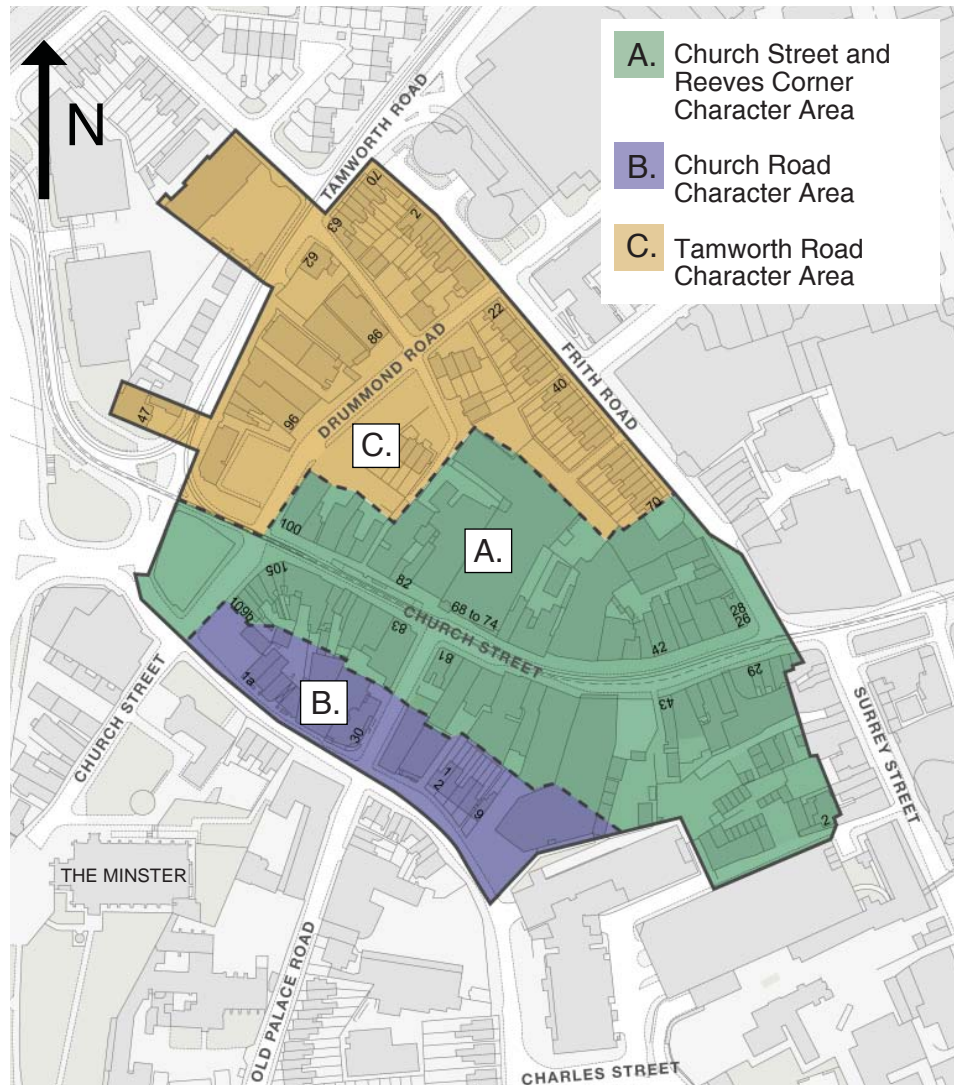 N
A.
Church Street and
Reeves Corner
Character Area
B.
Church Road
Character Area
C.
Tamworth Road
Character Area
TAMWORTH ROAD
70
2
63
62
86
22
DRUMMOND ROAD
FRITH ROAD
40
47
96
C.
70
100
A.
105
82
68 to 74
109b
83
CHURCH STREET
28
26
42
81
29
43
1a
B.
30
1
2
9
2
CHURCH STREET
SURREY STREET
THE MINSTER
OLD PALACE ROAD
CHARLES STREET